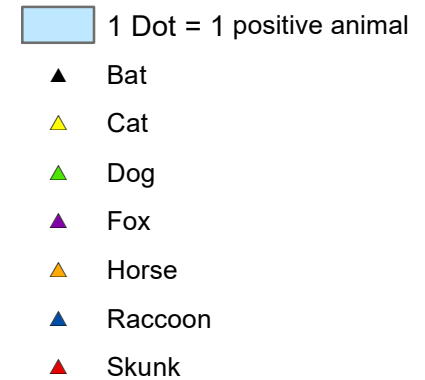 1 Dot = 1 positive animal
Bat
Cat
Dog
Fox
Horse
Raccoon
Skunk